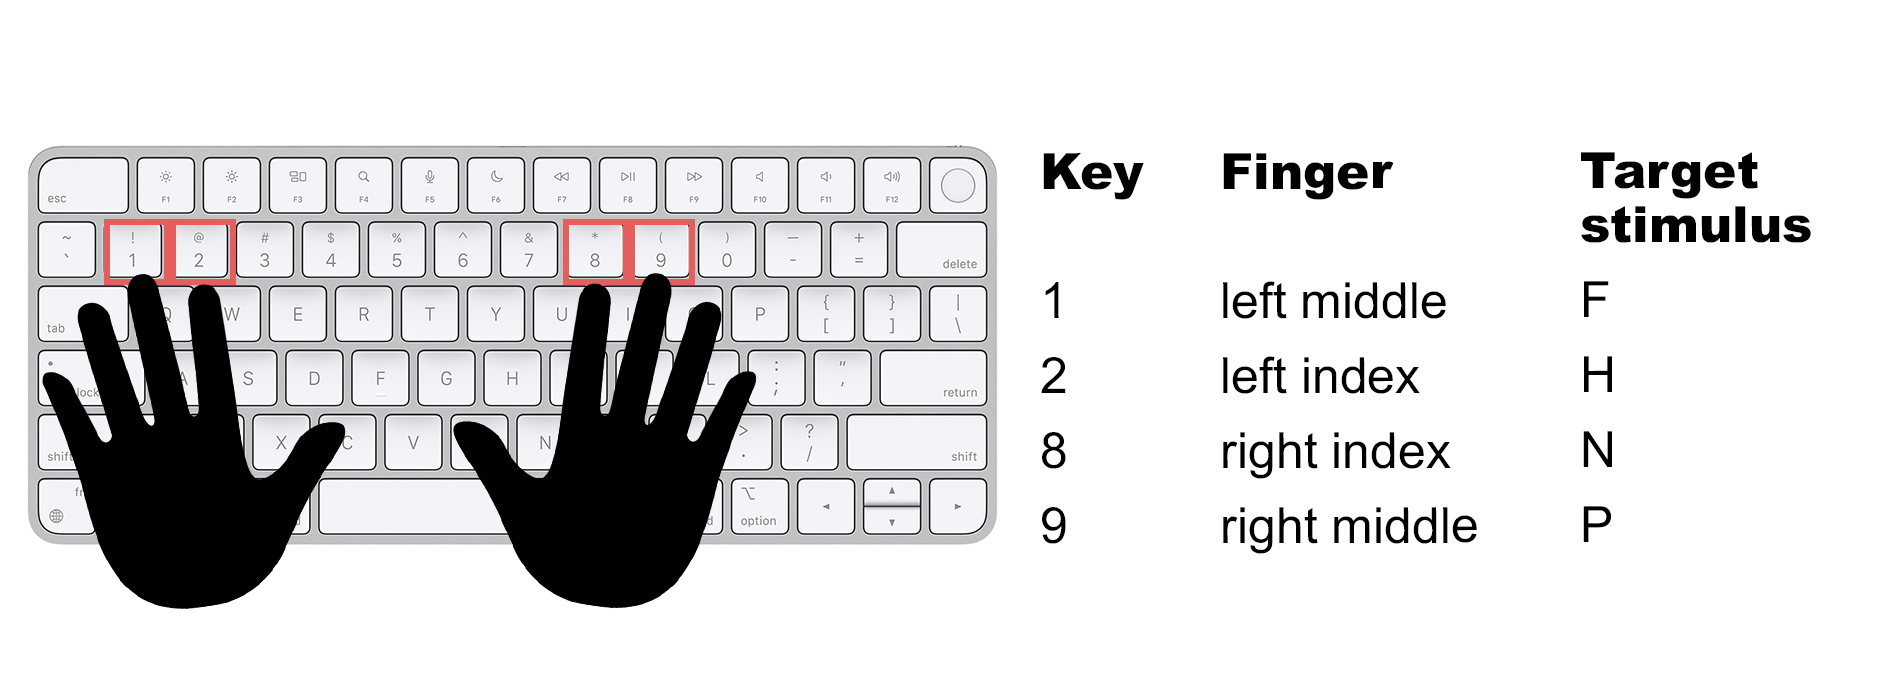 esc F1 F2 F3 F4 F5 F6 F7 F8 F9 F10 F11 F12
~ ! @ # $ % ^ & * ( ) — +
` 1 2 3 4 5 6 7 8 9 0 - = delete
tab Q W E R T Y U I P { [ } ] | \
lock A S D F G H L : ; " ' return
shift X C V N > . ? / shift
fn option
Key Finger Target
stimulus
1 left middle F
2 left index H
8 right index N
9 right middle P